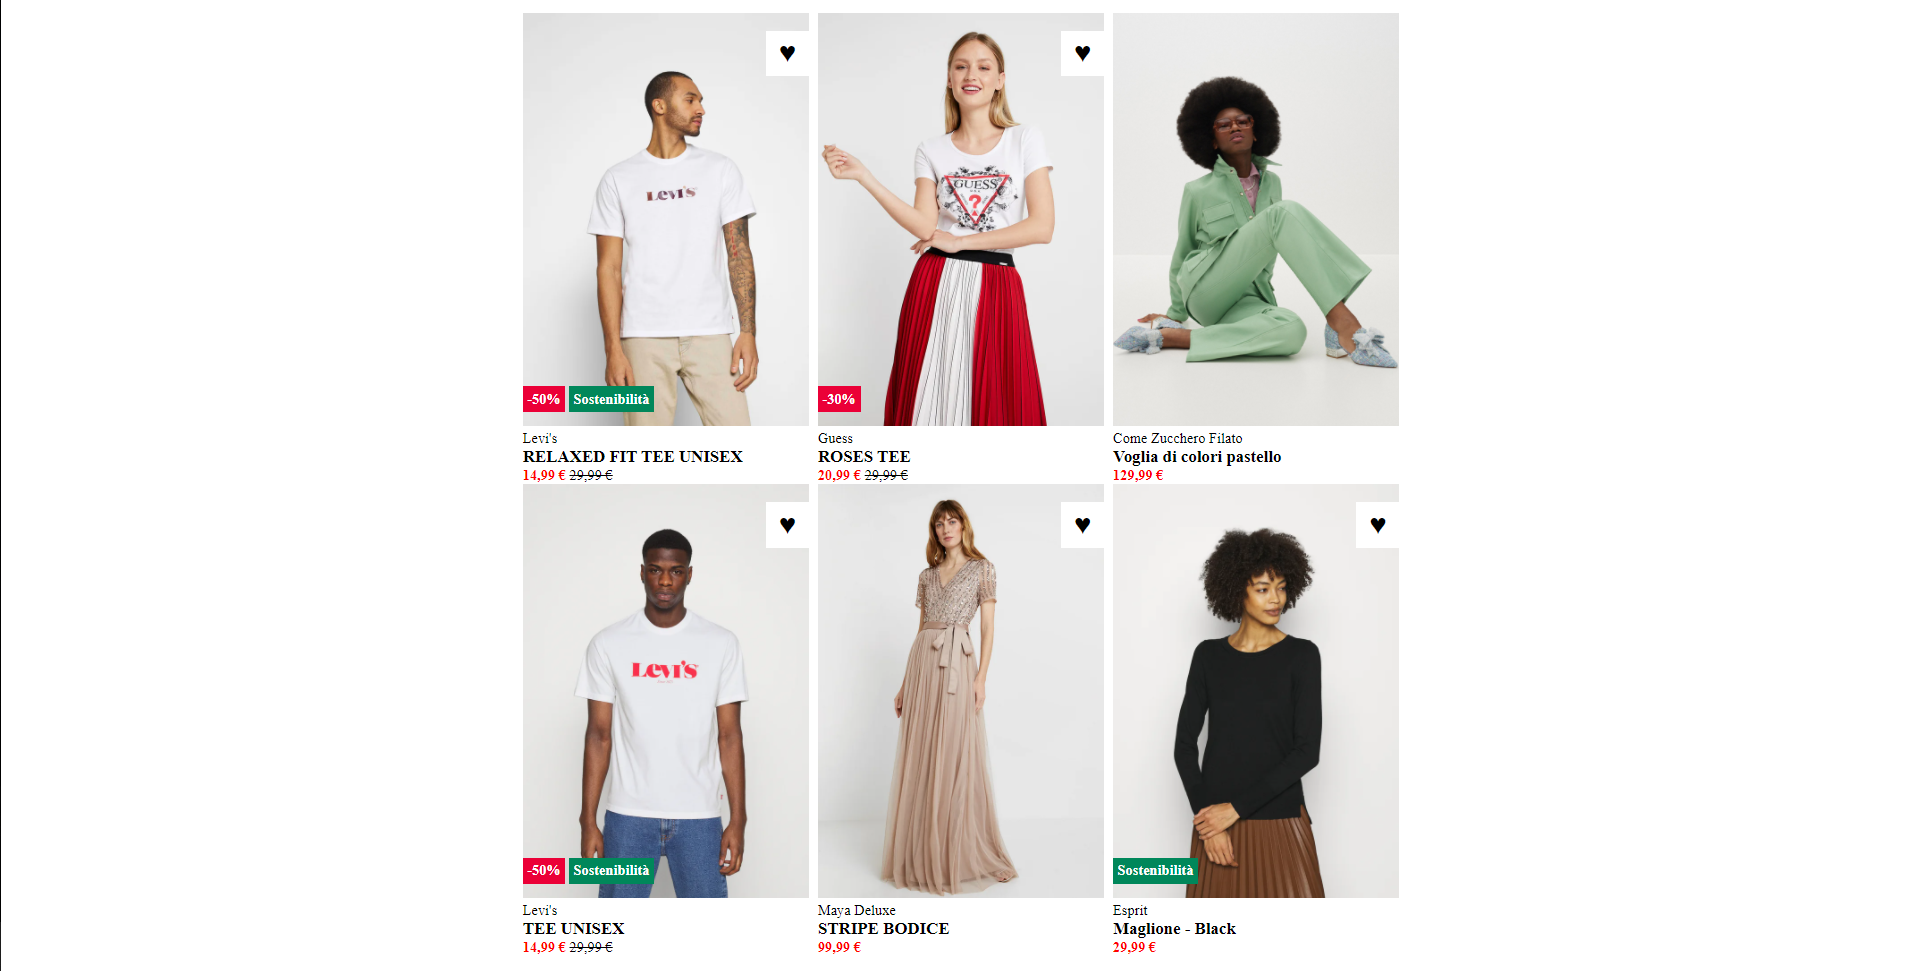 ♥
LEVI'S
-50% Sostenibilità
Levi's
RELAXED FIT TEE UNISEX
14,99 € 29,99 €
♥
GUESS
?
-30%
Guess
ROSES TEE
20,99 € 29,99 €
Come Zucchero Filato
Voglia di colori pastello
129,99 €
♥
LEVI'S
-50% Sostenibilità
Levi's
TEE UNISEX
14,99 € 29,99 €
♥
Maya Deluxe
STRIPE BODICE
99,99 €
♥
Sostenibilità
Esprit
Maglione - Black
29,99 €